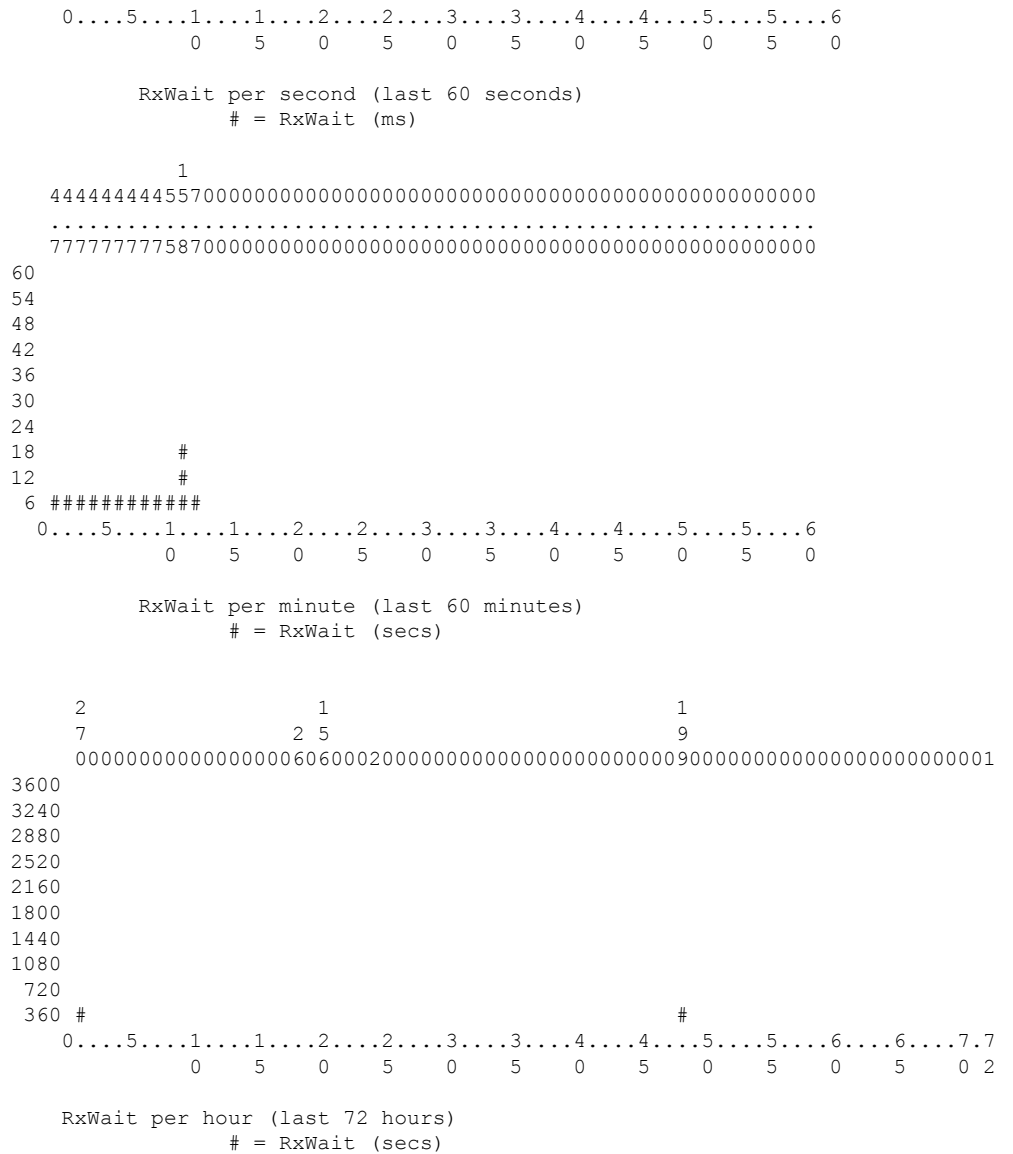 0....5....1....1....2....2....3....3....4....4....5....5....6
0 5 0 5 0 5 0 5 0 5 0
RxWait per second (last 60 seconds)
# = RxWait (ms)
1
444444444557000000000000000000000000000000000000000000000000
............................................................
777777777587000000000000000000000000000000000000000000000000
60
54
48
42
36
30
24
18 #
12 #
6 ############
0....5....1....1....2....2....3....3....4....4....5....5....6
0 5 0 5 0 5 0 5 0 5 0
RxWait per minute (last 60 minutes)
# = RxWait (secs)
2 1 1
7 2 5 9
000000000000000006060002000000000000000000000009000000000000000000000001
3600
3240
2880
2520
2160
1800
1440
1080
720
360 # #
0....5....1....1....2....2....3....3....4....4....5....5....6....6....7.7
0 5 0 5 0 5 0 5 0 5 0 5 0 2
RxWait per hour (last 72 hours)
# = RxWait (secs)